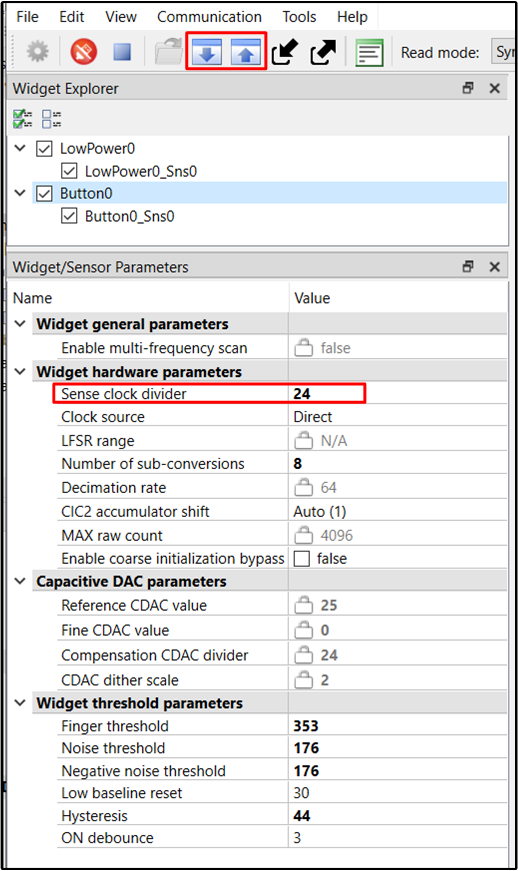 File Edit View Communication Tools Help
Read mode:
Widget Explorer
LowPower0
LowPower0_Sns0
Button0
Button0_Sns0
Widget/Sensor Parameters
Name Value
Widget general parameters
Enable multi-frequency scan false
Widget hardware parameters
Sense clock divider 24
Clock source Direct
LFSR range N/A
Number of sub-conversions 8
Decimation rate 64
CIC2 accumulator shift Auto (1)
MAX raw count 4096
Enable coarse initialization bypass false
Capacitive DAC parameters
Reference CDAC value 25
Fine CDAC value 0
Compensation CDAC divider 24
CDAC dither scale 2
Widget threshold parameters
Finger threshold 353
Noise threshold 176
Negative noise threshold 176
Low baseline reset 30
Hysteresis 44
ON debounce 3